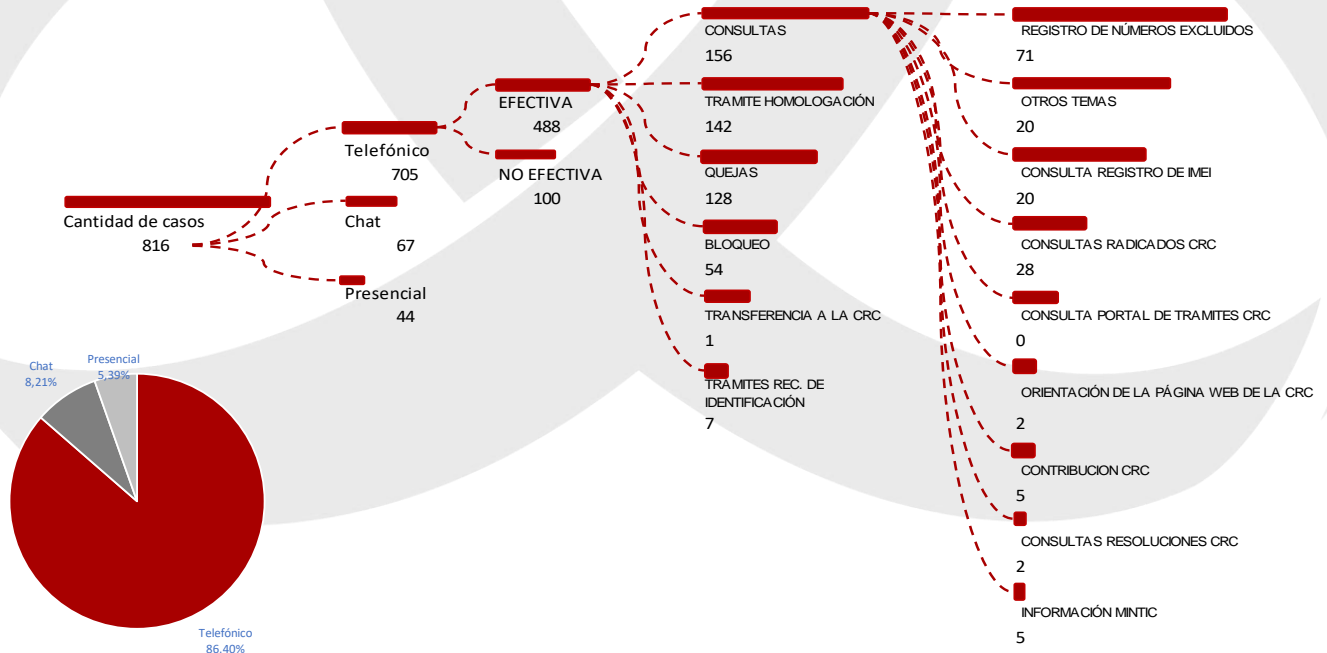 Cantidad de casos
816
Telefónico
705
Chat
67
Presencial
44
EFECTIVA
488
NO EFECTIVA
100
CONSULTAS
156
TRAMITE HOMOLOGACIÓN
142
QUEJAS
128
BLOQUEO
54
TRANSFERENCIA A LA CRC
1
TRAMITES REC. DE
IDENTIFICACIÓN
7
REGISTRO DE NÚMEROS EXCLUIDOS
71
OTROS TEMAS
20
CONSULTA REGISTRO DE IMEI
20
CONSULTAS RADICADOS CRC
28
CONSULTA PORTAL DE TRAMITES CRC
0
ORIENTACIÓN DE LA PÁGINA WEB DE LA CRC
2
CONTRIBUCION CRC
5
CONSULTAS RESOLUCIONES CRC
2
INFORMACIÓN MINTIC
5
Chat
8,21%
Presencial
5,39%
Telefónico
86,40%